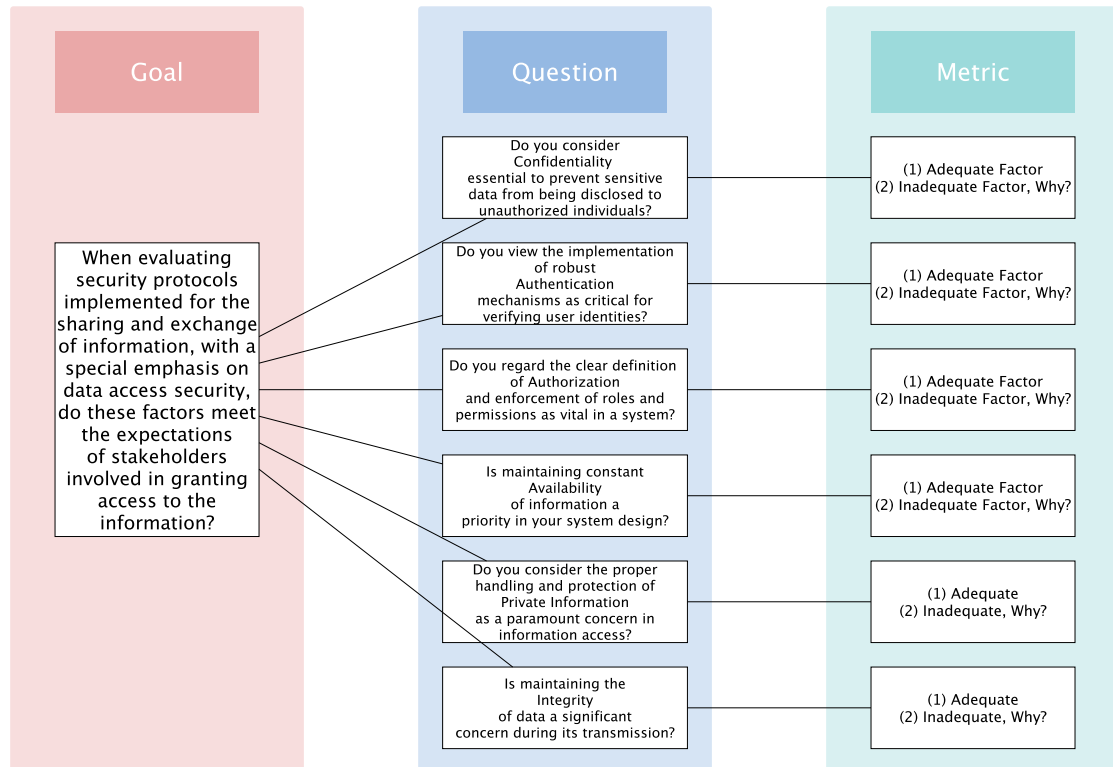 Goal
Question
Metric
When evaluating
security protocols
implemented for the
sharing and exchange
of information, with a
special emphasis on
data access security,
do these factors meet
the expectations
of stakeholders
involved in granting
access to the
information?
Do you consider
Confidentiality
essential to prevent sensitive
data from being disclosed to
unauthorized individuals?
(1) Adequate Factor
(2) Inadequate Factor, Why?
Do you view the implementation
of robust
Authentication
mechanisms as critical for
verifying user identities?
(1) Adequate Factor
(2) Inadequate Factor, Why?
Do you regard the clear definition
of Authorization
and enforcement of roles and
permissions as vital in a system?
(1) Adequate Factor
(2) Inadequate Factor, Why?
Is maintaining constant
Availability
of information a
priority in your system design?
(1) Adequate Factor
(2) Inadequate Factor, Why?
Do you consider the proper
handling and protection of
Private Information
as a paramount concern in
information access?
(1) Adequate
(2) Inadequate, Why?
Is maintaining the
Integrity
of data a significant
concern during its transmission?
(1) Adequate
(2) Inadequate, Why?